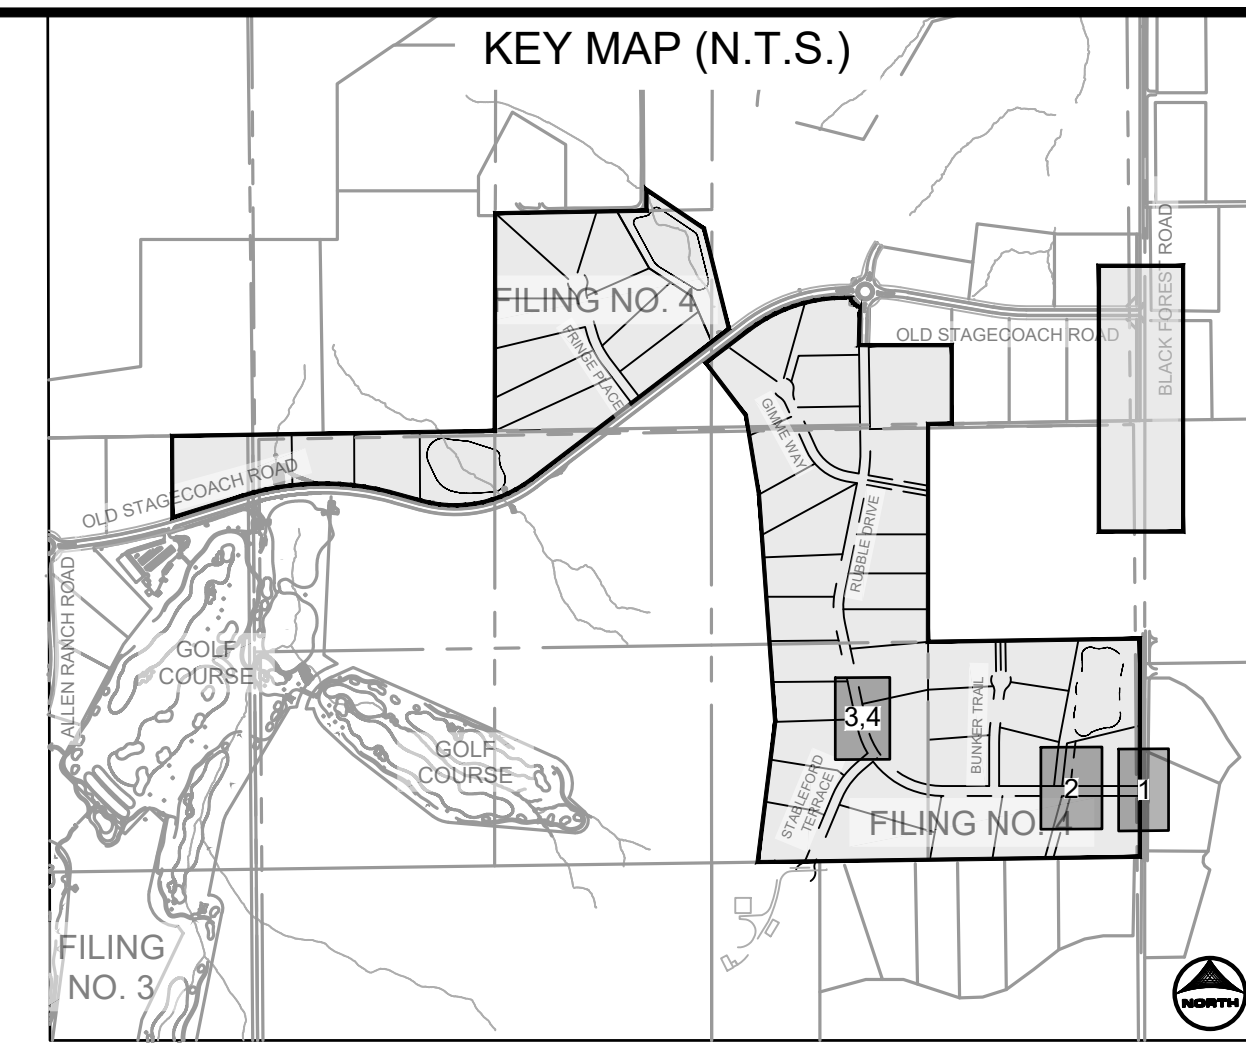 KEY MAP (N.T.S.)
BLACK FOREST ROAD
FILING NO. 4
OLD STAGECOACH ROAD
FRINGE PLACE
GIMME WAY
OLD STAGECOACH ROAD
RUBBLE DRIVE
ALLEN RANCH ROAD
GOLF
COURSE
3,4
BUNKER TRAIL
GOLF
COURSE
STABLEFORD
TERRACE
2
1
FILING NO. 4
FILING
NO. 3
NORTH